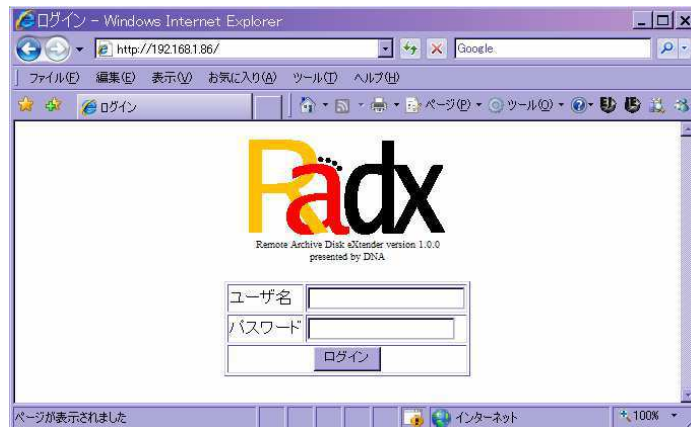 ログイン - Windows Internet Explorer
http://192.168.1.86/
Google
ファイル(F) 編集(E) 表示(V) お気に入り(A) ツール(T) ヘルプ(H)
ログイン
ページ(P) ツール(O)
Radx
Remote Archive Disk eXtender version 1.0.0
presented by DNA
ユーザ名
パスワード
ログイン
ページが表示されました
インターネット
100%